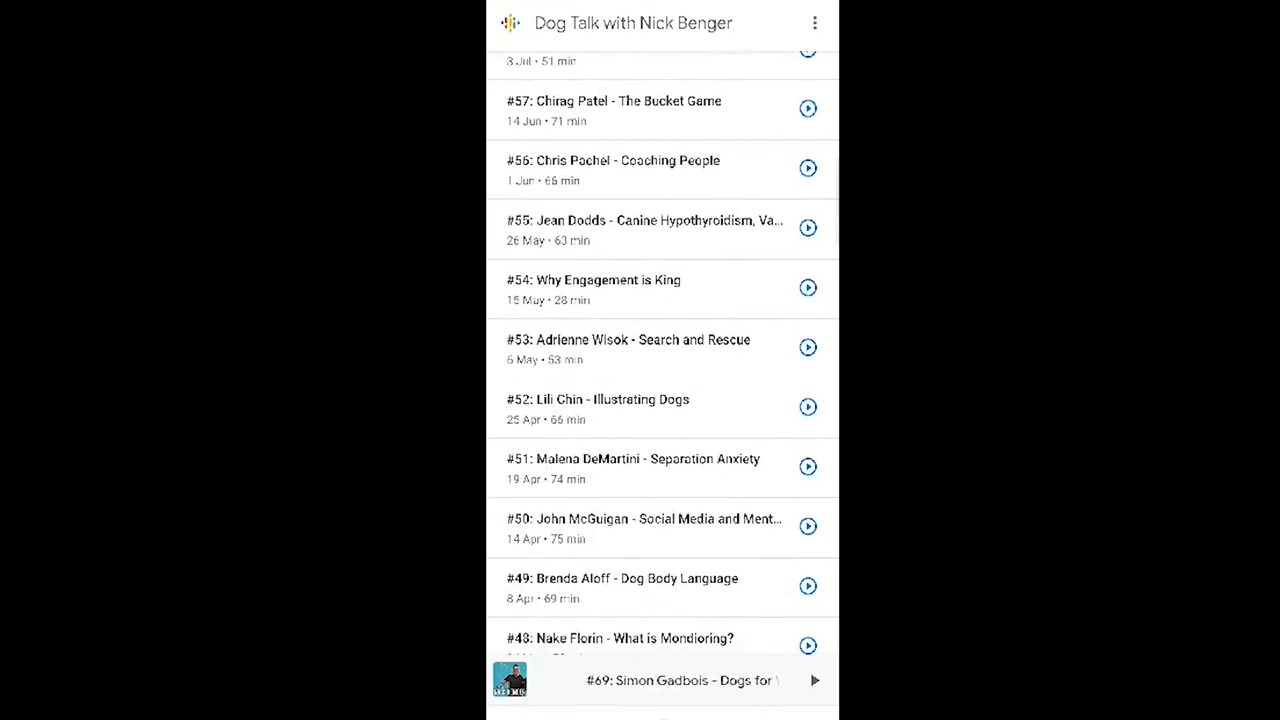 Dog Talk with Nick Benger
3 Jul • 51 min
#57: Chirag Patel - The Bucket Game
14 Jun • 71 min
#56: Chris Pachel - Coaching People
1 Jun • 66 min
#55: Jean Dodds - Canine Hypothyroidism, Va...
26 May • 63 min
#54: Why Engagement is King
15 May • 28 min
#53: Adrienne Wisok - Search and Rescue
6 May • 53 min
#52: Lili Chin - Illustrating Dogs
25 Apr • 66 min
#51: Malena DeMartini - Separation Anxiety
19 Apr • 74 min
#50: John McGuigan - Social Media and Ment...
14 Apr • 75 min
#49: Brenda Aloff - Dog Body Language
8 Apr • 69 min
#48: Nake Florin - What is Mondioring?
#69: Simon Gadbois - Dogs for